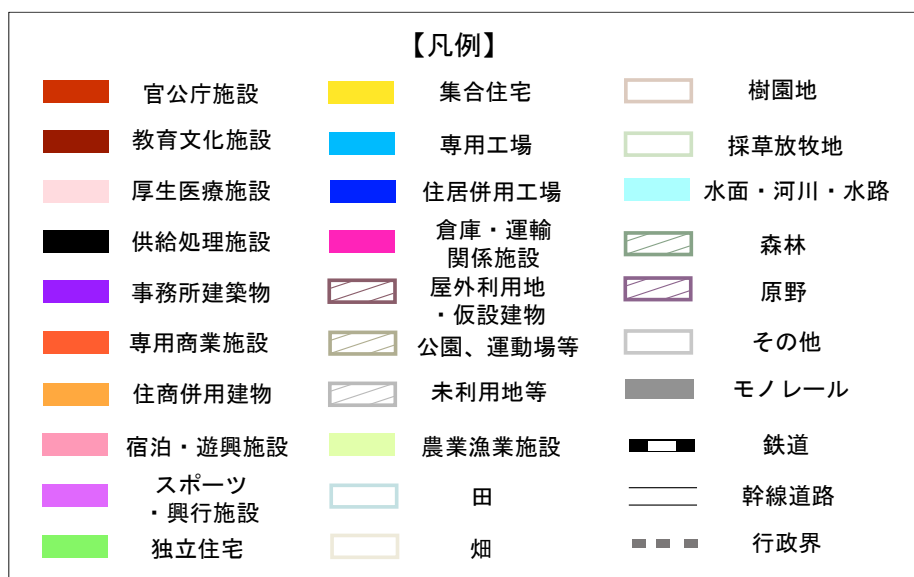 【凡例】
官公庁施設
教育文化施設
厚生医療施設
供給処理施設
事務所建築物
専用商業施設
住商併用建物
宿泊・遊興施設
スポーツ
・興行施設
独立住宅
集合住宅
専用工場
住居併用工場
倉庫・運輸
関係施設
屋外利用地
・仮設建物
公園、運動場等
未利用地等
農業漁業施設
田
畑
樹園地
採草放牧地
水面・河川・水路
森林
原野
その他
モノレール
鉄道
幹線道路
行政界